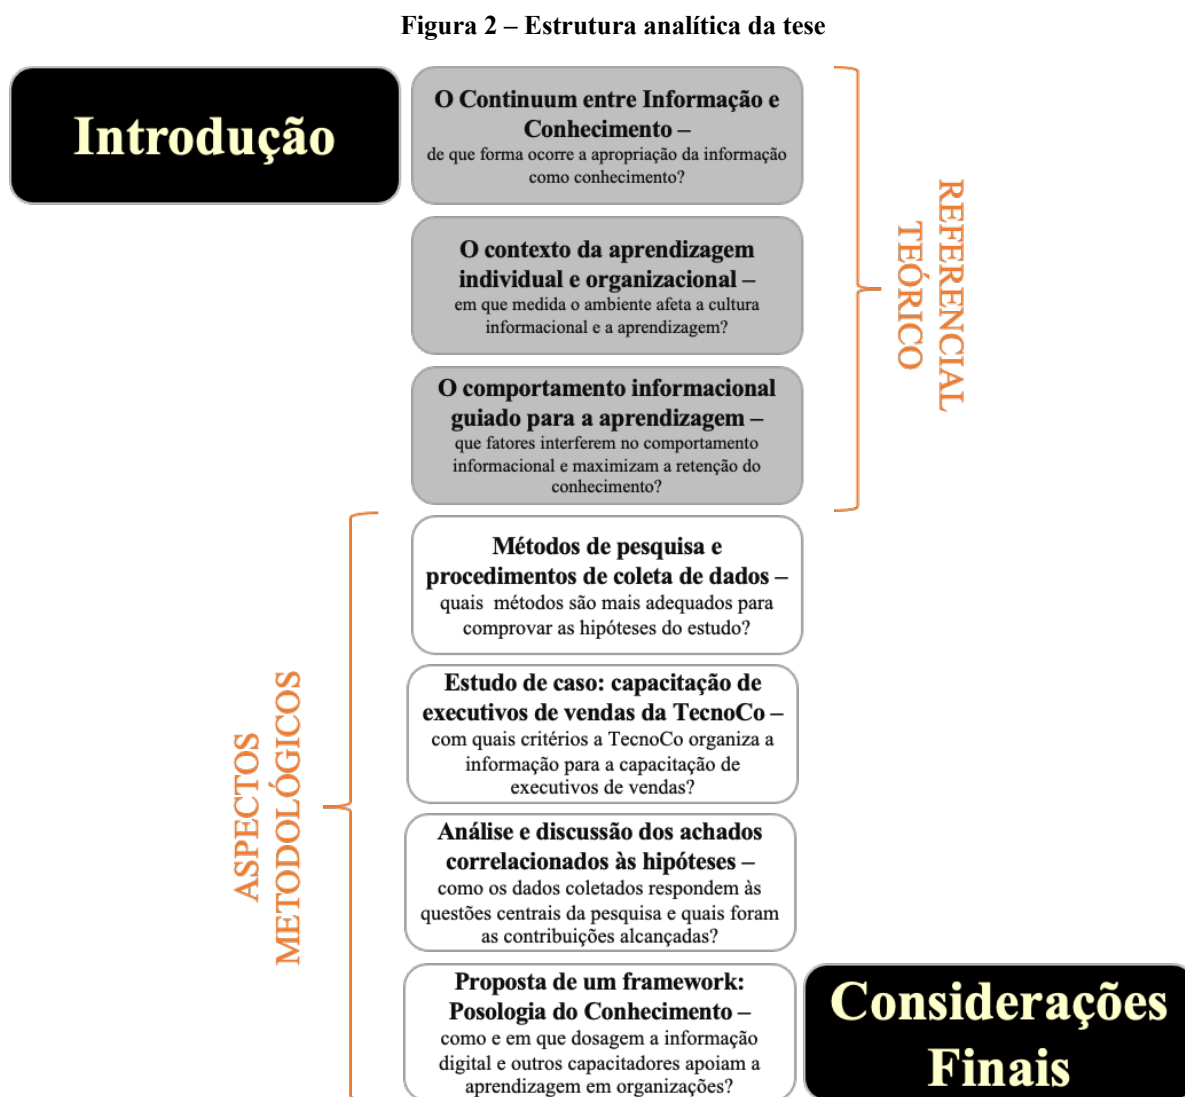 Figura 2 – Estrutura analítica da tese
Introdução
O Continuum entre Informação e
Conhecimento –
de que forma ocorre a apropriação da informação
como conhecimento?
O contexto da aprendizagem
individual e organizacional –
em que medida o ambiente afeta a cultura
informacional e a aprendizagem?
O comportamento informacional
guiado para a aprendizagem –
que fatores interferem no comportamento
informacional e maximizam a retenção do
conhecimento?
REFERENCIAL
TEÓRICO
Métodos de pesquisa e
procedimentos de coleta de dados –
quais métodos são mais adequados para
comprovar as hipóteses do estudo?
Estudo de caso: capacitação de
executivos de vendas da TecnoCo –
com quais critérios a TecnoCo organiza a
informação para a capacitação de
executivos de vendas?
Análise e discussão dos achados
correlacionados às hipóteses –
como os dados coletados respondem às
questões centrais da pesquisa e quais foram
as contribuições alcançadas?
Proposta de um framework:
Posologia do Conhecimento –
como e em que dosagem a informação
digital e outros capacitadores apoiam a
aprendizagem em organizações?
ASPECTOS
METODOLÓGICOS
Considerações
Finais